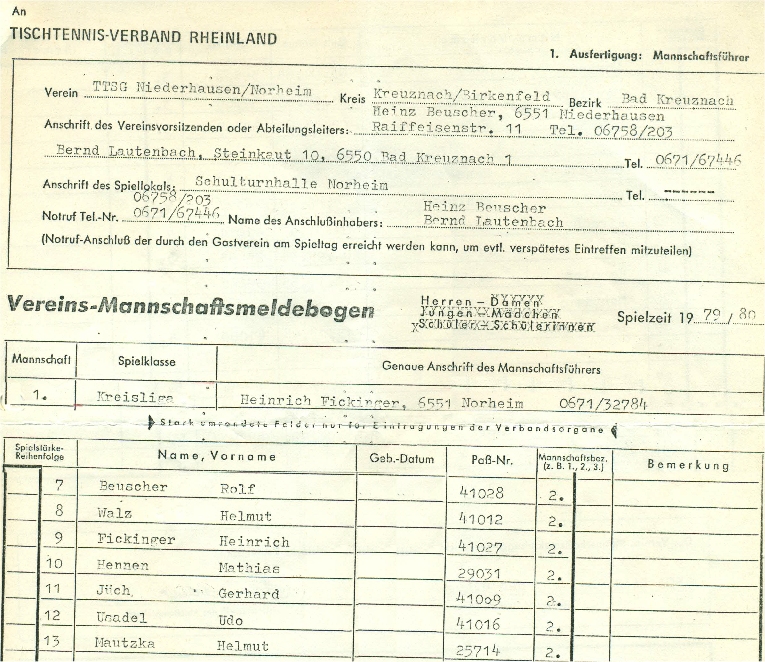 An
TISCHTENNIS-VERBAND RHEINLAND
1. Ausfertigung: Mannschaftsführer
Verein TTSG Niederhausen/Norheim Kreis Kreuznach/Birkenfeld Bezirk Bad Kreuznach
Heinz Beuscher, 6551 Niederhausen
Anschrift des Vereinsvorsitzenden oder Abteilungsleiters: Raiffeisenstr. 11 Tel. 06758/203
Bernd Lautenbach, Steinkaut 10, 6550 Bad Kreuznach 1 Tel. 0671/67446
Anschrift des Spiellokals: Schulturnhalle Norheim Tel. -----
06758/203 Heinz Beuscher
Notruf Tel.-Nr. 0671/67446 Name des Anschlußinhabers: Bernd Lautenbach
(Notruf-Anschluß der durch den Gastverein am Spieltag erreicht werden kann, um evtl. verspätetes Eintreffen mitzuteilen)
Vereins-Mannschaftsmeldebogen
Herren - Damen
Jungen - Mädchen
Schüler - Schülerinnen
Spielzeit 19 79 / 80
Mannschaft Spielklasse Genaue Anschrift des Mannschaftsführers
1. Kreisliga Heinrich Fickinger, 6551 Norheim 0671/32784
Stark umrandete Felder nur für Eintragungen der Verbandsorgane
Spielstärke-Reihenfolge Name, Vorname Geb.-Datum Paß-Nr. Mannschaftsbez. (z. B. 1., 2., 3.) Bemerkung
7 Beuscher Rolf 41028 2.
8 Walz Helmut 41012 2.
9 Fickinger Heinrich 41027 2.
10 Hennen Mathias 29031 2.
11 Jüch Gerhard 41009 2.
12 Usadel Udo 41016 2.
13 Mautzka Helmut 25714 2.